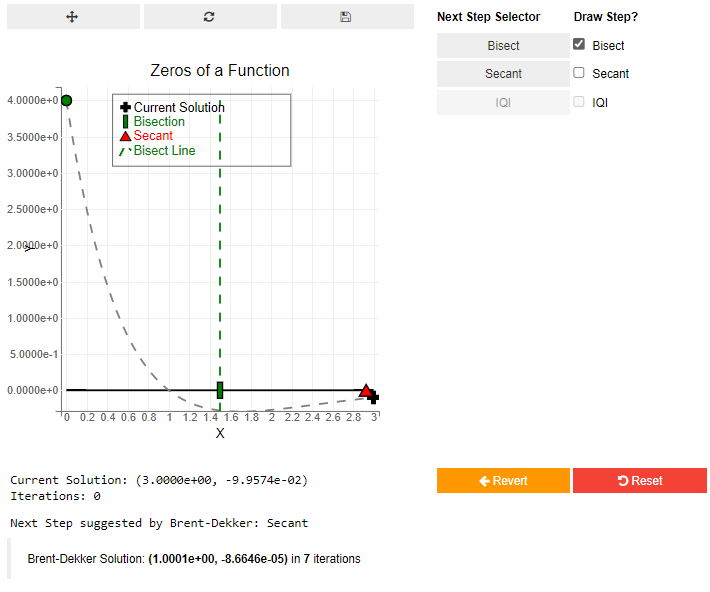 Next Step Selector
Draw Step?
Bisect
Bisect
Secant
Secant
IQI
IQI
Zeros of a Function
Current Solution
Bisection
Secant
Bisect Line
4.0000e+0
3.5000e+0
3.0000e+0
2.5000e+0
2.0000e+0
1.5000e+0
1.0000e+0
5.0000e-1
0.0000e+0
Y
0 0.2 0.4 0.6 0.8 1 1.2 1.4 1.6 1.8 2 2.2 2.4 2.6 2.8 3
X
Current Solution: (3.0000e+00, -9.9574e-02)
Iterations: 0
Next Step suggested by Brent-Dekker: Secant
Brent-Dekker Solution: (1.0001e+00, -8.6646e-05) in 7 iterations
Revert
Reset